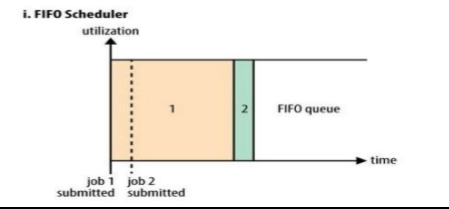 i. FIFO Scheduler
utilization
1
2
FIFO queue
time
job 1 job 2
submitted submitted